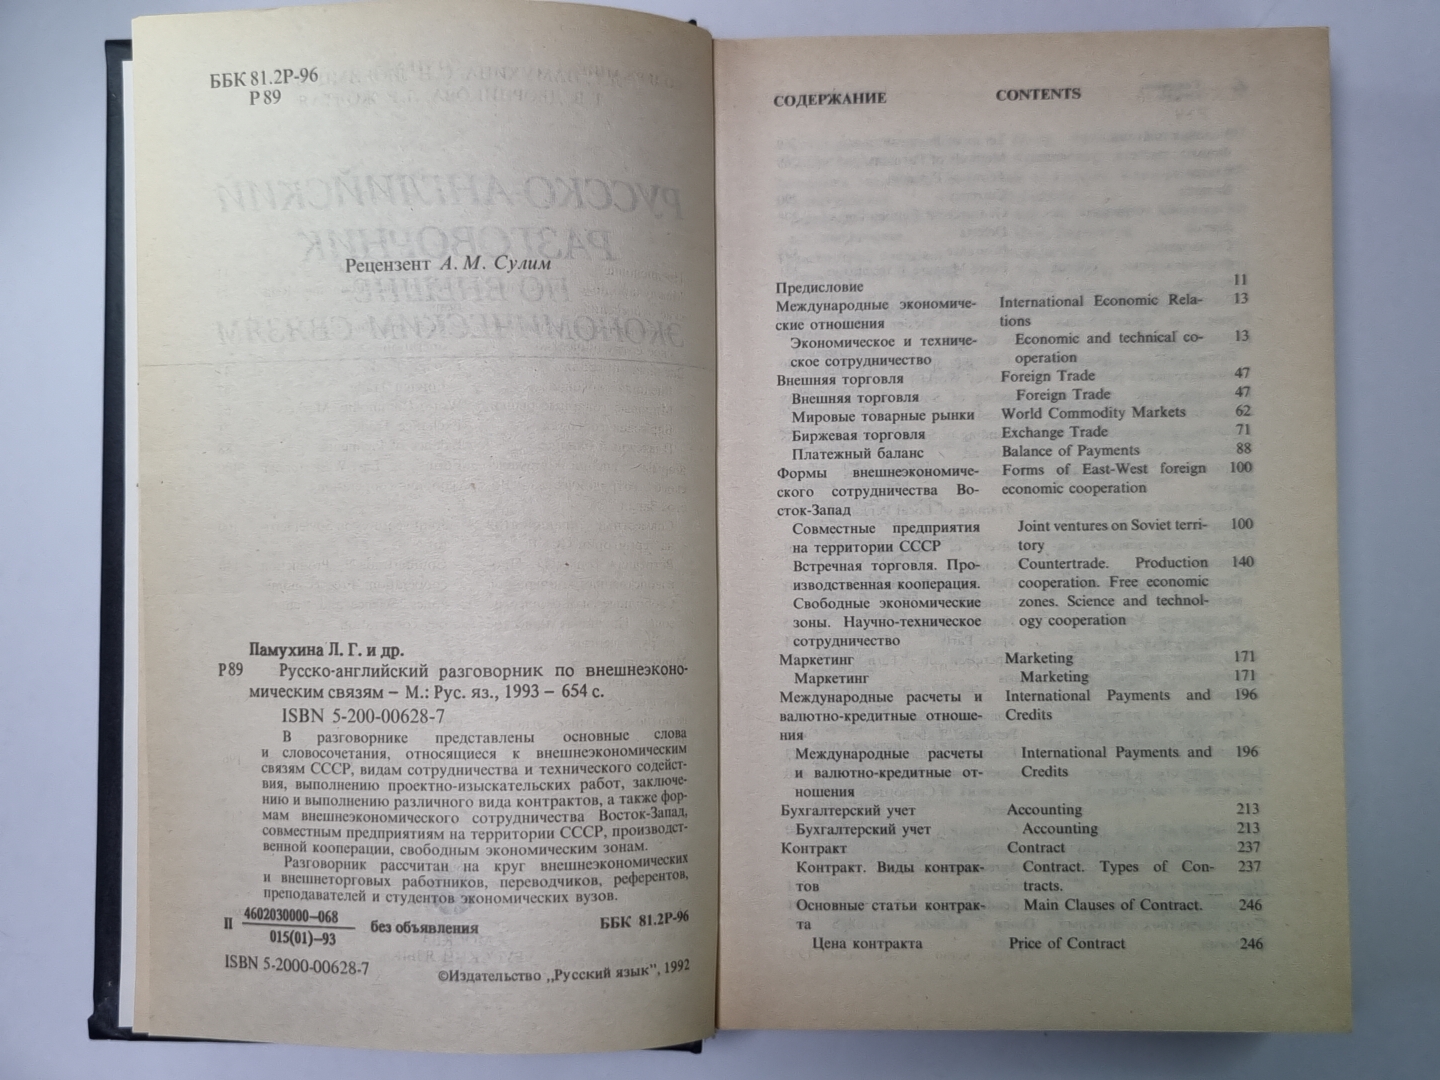 ББК 81.2Р-96
Р 89
Рецензент А. М. Сулим
Памухина Л. Г. и др.
Р89 Русско-английский разговорник по внешнеэконо-
мическим связям – М.: Рус. яз., 1993 – 654 с.
ISBN 5-200-00628-7
В разговорнике представлены основные слова
и словосочетания, относящиеся к внешнеэкономическим
связям СССР, видам сотрудничества и технического содейст-
вия, выполнению проектно-изыскательских работ, заключе-
нию и выполнению различного вида контрактов, а также фор-
мам внешнеэкономического сотрудничества Восток-Запад,
совместным предприятиям на территории СССР, производст-
венной кооперации, свободным экономическим зонам.
Разговорник рассчитан на круг внешнеэкономических
и внешнеторговых работников, переводчиков, референтов,
преподавателей и студентов экономических вузов.
П 4602030000–068
015(01)–93 без объявления ББК 81.2Р-96
ISBN 5-2000-00628-7
©Издательство „Русский язык", 1992
СОДЕРЖАНИЕ CONTENTS
Предисловие 11
Международные экономиче- International Economic Rela- 13
ские отношения tions
Экономическое и техниче- Economic and technical co- 13
ское сотрудничество operation
Внешняя торговля Foreign Trade 47
Внешняя торговля Foreign Trade 47
Мировые товарные рынки World Commodity Markets 62
Биржевая торговля Exchange Trade 71
Платежный баланс Balance of Payments 88
Формы внешнеэкономиче- Forms of East-West foreign 100
ского сотрудничества Во- economic cooperation
сток-Запад
Совместные предприятия Joint ventures on Soviet terri- 100
на территории СССР tory
Встречная торговля. Про- Countertrade. Production 140
изводственная кооперация. cooperation. Free economic
Свободные экономические zones. Science and technol-
зоны. Научно-техническое ogy cooperation
сотрудничество
Маркетинг Marketing 171
Маркетинг Marketing 171
Международные расчеты и International Payments and 196
валютно-кредитные отноше- Credits
ния
Международные расчеты International Payments and 196
и валютно-кредитные от- Credits
ношения
Бухгалтерский учет Accounting 213
Бухгалтерский учет Accounting 213
Контракт Contract 237
Контракт. Виды контрак- Contract. Types of Con- 237
тов tracts.
Основные статьи контрак- Main Clauses of Contract. 246
та
Цена контракта Price of Contract 246